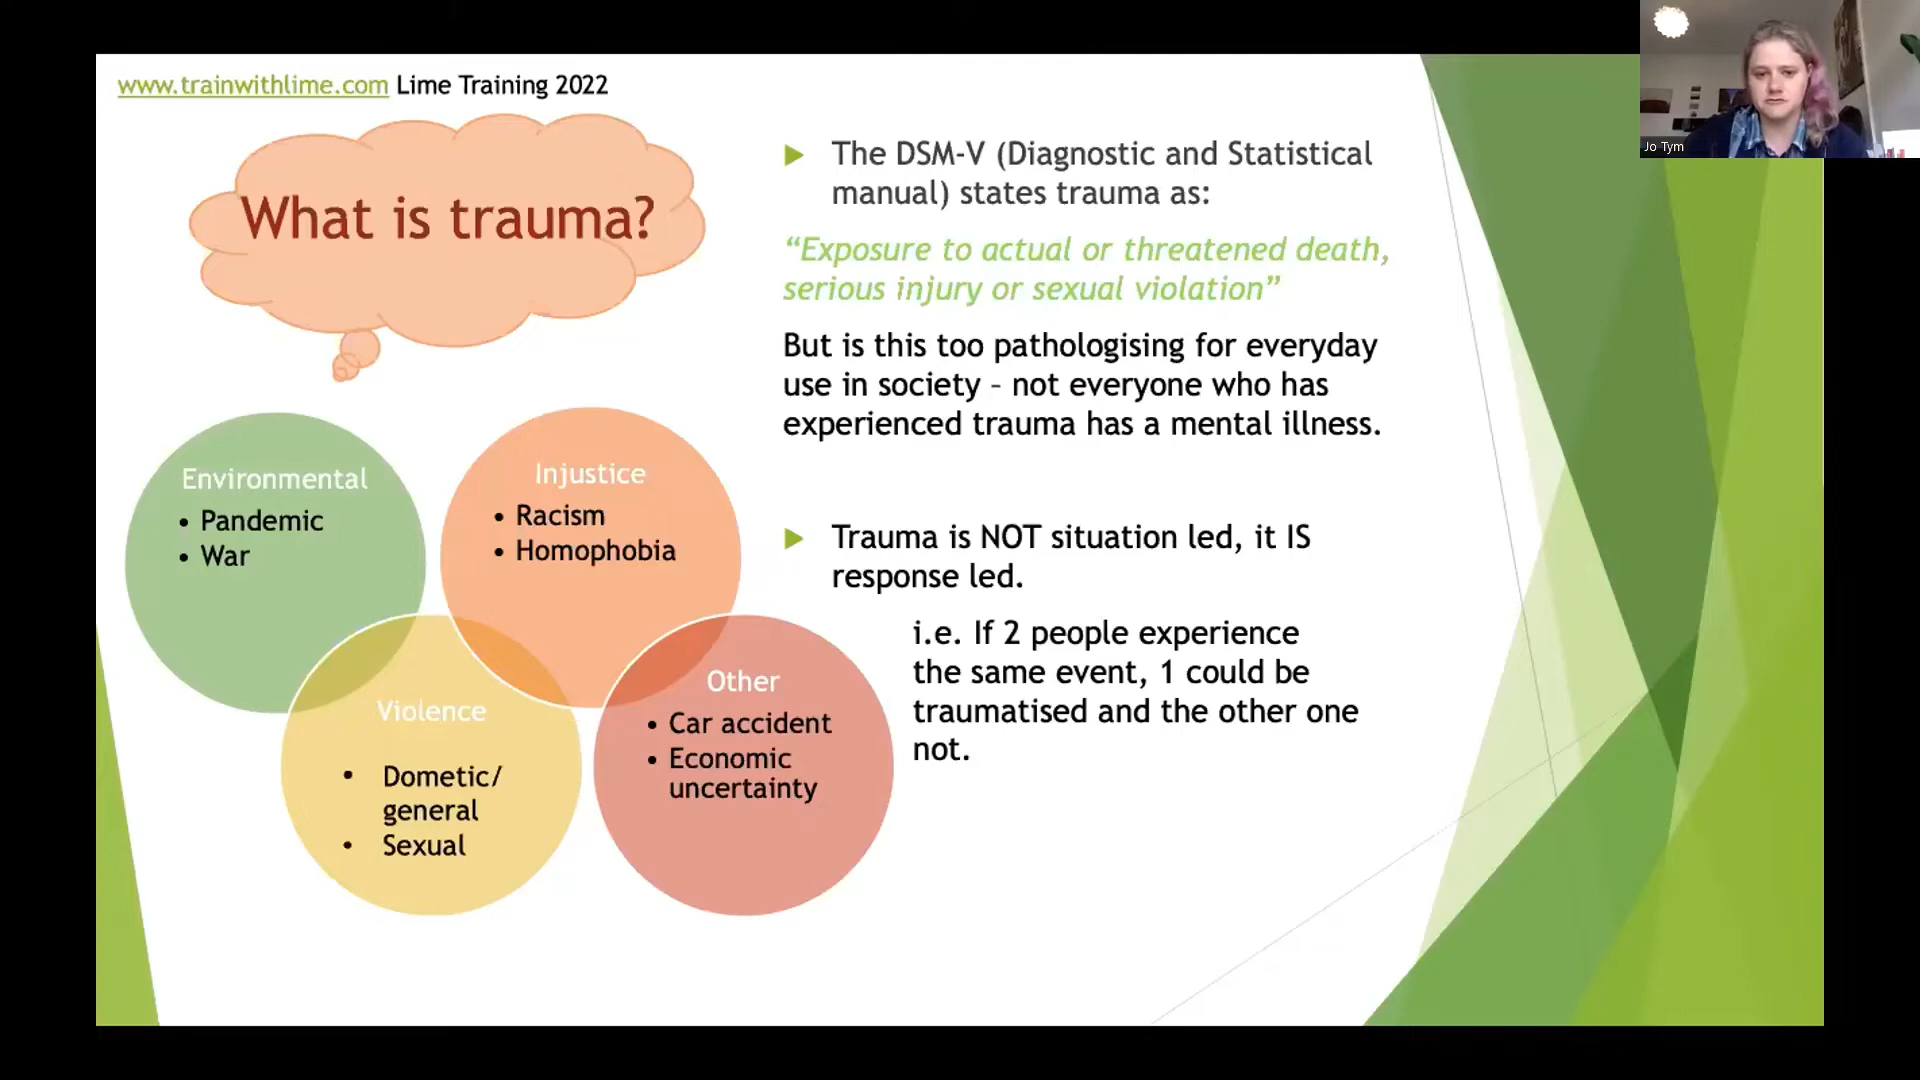 www.trainwithlime.com Lime Training 2022
What is trauma?
Environmental
• Pandemic
• War
Injustice
• Racism
• Homophobia
Violence
• Dometic/
general
• Sexual
Other
• Car accident
• Economic
uncertainty
The DSM-V (Diagnostic and Statistical
manual) states trauma as:
“Exposure to actual or threatened death,
serious injury or sexual violation”
But is this too pathologising for everyday
use in society – not everyone who has
experienced trauma has a mental illness.
Trauma is NOT situation led, it IS
response led.
i.e. If 2 people experience
the same event, 1 could be
traumatised and the other one
not.
Jo Tym